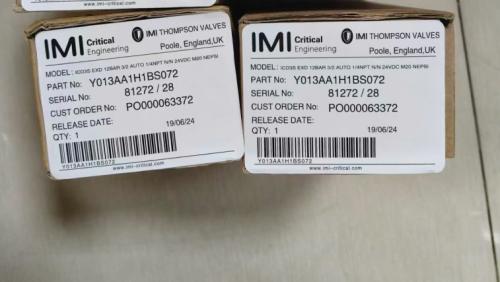 IMI Critical Engineering
IMI THOMPSON VALVES
Poole, England,UK
MODEL: ICO3S EXD 12BAR 3/2 AUTO 1/4NPT N/N 24VDC M20 NEPSI
PART No: Y013AA1H1BS072
SERIAL No: 81272 / 28
CUST ORDER No: PO000063372
RELEASE DATE: 19/06/24
QTY: 1
Y013AA1H1BS072
www.imi-critical.com
IMI Critical Engineering
IMI THOMPSON VALVES
Poole, England,UK
MODEL: ICO3S EXD 12BAR 3/2 AUTO 1/4NPT N/N 24VDC M20 NEPSI
PART No: Y013AA1H1BS072
SERIAL No: 81272 / 28
CUST ORDER No: PO000063372
RELEASE DATE:
QTY: 1 19/06/24
Y013AA1H1BS072
www.imi-critical.com